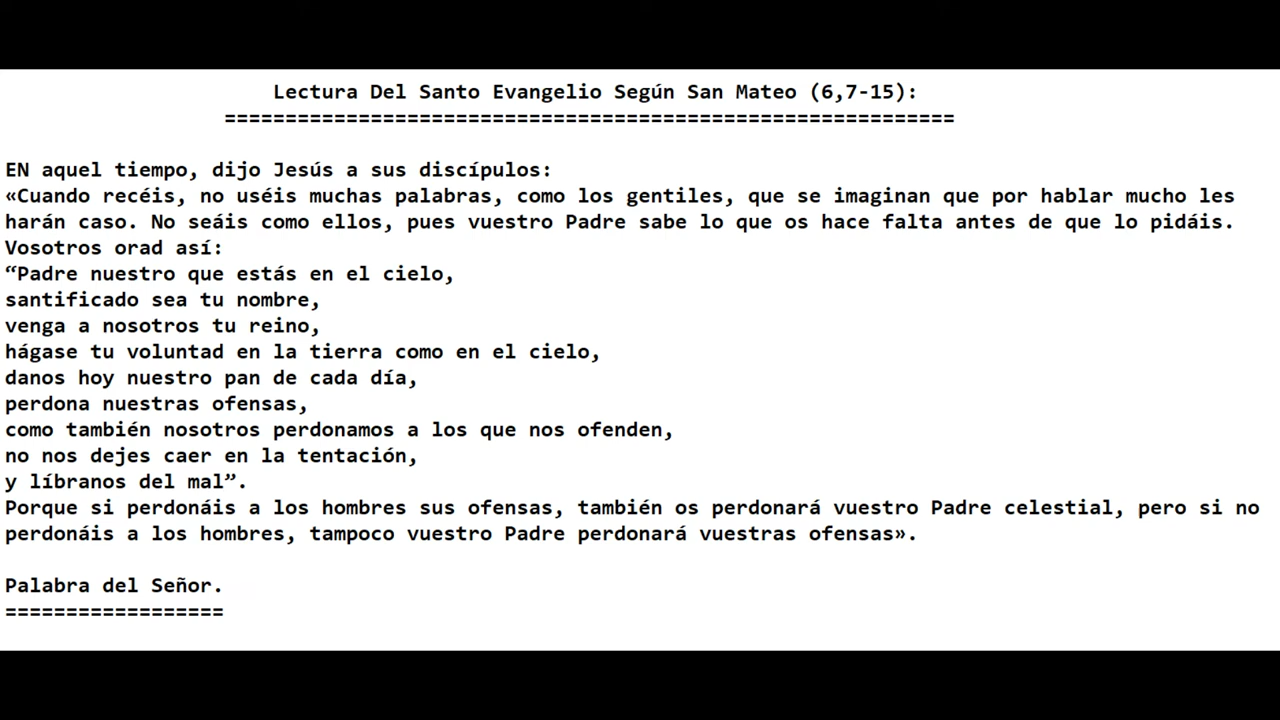 Lectura Del Santo Evangelio Según San Mateo (6,7-15):
============================================================
EN aquel tiempo, dijo Jesús a sus discípulos:
«Cuando recéis, no uséis muchas palabras, como los gentiles, que se imaginan que por hablar mucho les
harán caso. No seáis como ellos, pues vuestro Padre sabe lo que os hace falta antes de que lo pidáis.
Vosotros orad así:
“Padre nuestro que estás en el cielo,
santificado sea tu nombre,
venga a nosotros tu reino,
hágase tu voluntad en la tierra como en el cielo,
danos hoy nuestro pan de cada día,
perdona nuestras ofensas,
como también nosotros perdonamos a los que nos ofenden,
no nos dejes caer en la tentación,
y líbranos del mal”.
Porque si perdonáis a los hombres sus ofensas, también os perdonará vuestro Padre celestial, pero si no
perdonáis a los hombres, tampoco vuestro Padre perdonará vuestras ofensas».
Palabra del Señor.
==================